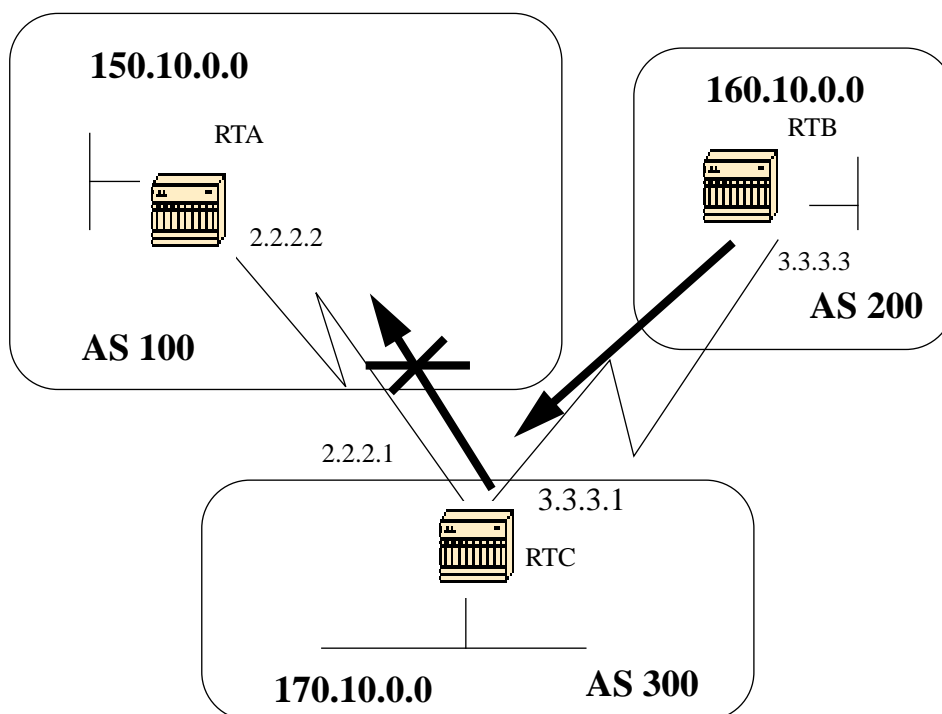 150.10.0.0
RTA
2.2.2.2
AS 100
160.10.0.0
RTB
3.3.3.3
AS 200
2.2.2.1
3.3.3.1
RTC
170.10.0.0
AS 300